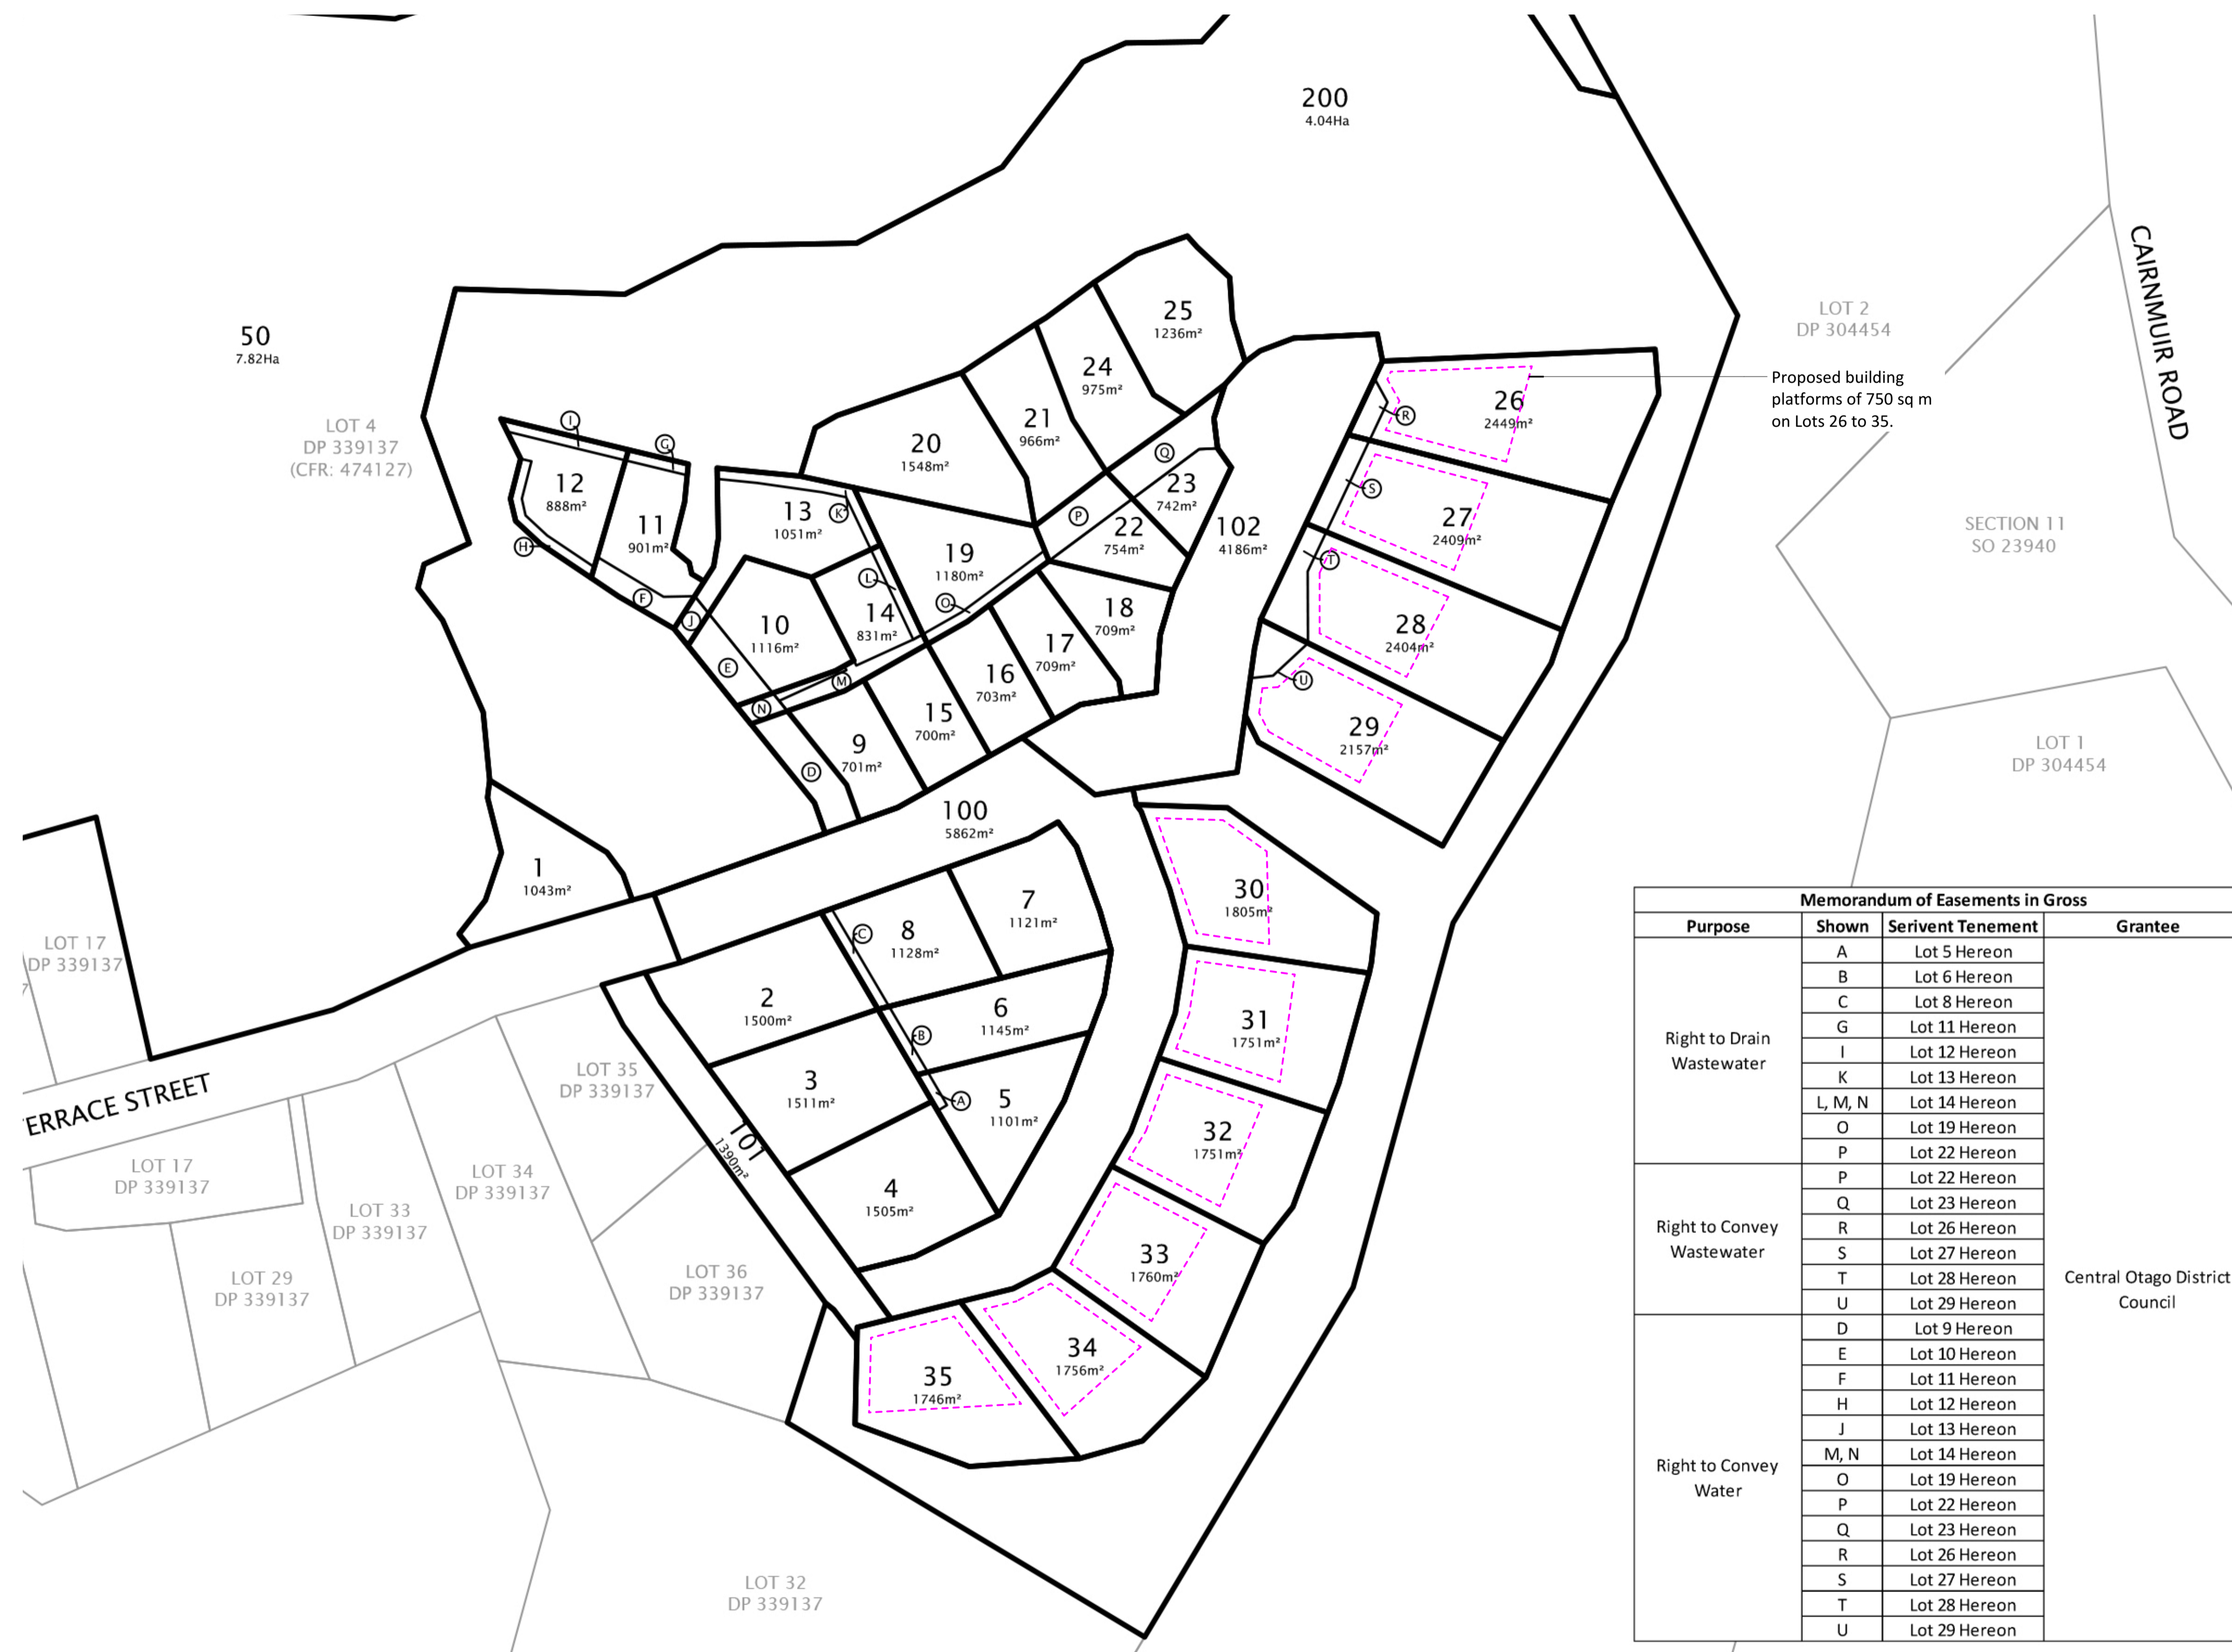 200
4.04Ha
50
7.82Ha
LOT 4
DP 339137
(CFR: 474127)
LOT 2
DP 304454
CAIRNMUIR ROAD
Proposed building
platforms of 750 sq m
on Lots 26 to 35.
SECTION 11
SO 23940
LOT 1
DP 304454
25
1236m²
24
975m²
21
966m²
20
1548m²
26
2449m²
R
I
G
12
888m²
11
901m²
H
F
J
13
1051m²
K
19
1180m²
L
O
Q
P
23
742m²
22
754m²
102
4186m²
S
27
2409m²
T
28
2404m²
U
29
2157m²
10
1116m²
14
831m²
E
M
N
D
18
709m²
17
709m²
16
703m²
15
700m²
9
701m²
100
5862m²
1
1043m²
LOT 17
DP 339137
7
7
1121m²
8
1128m²
C
2
1500m²
6
1145m²
B
3
1511m²
5
1101m²
A
4
1505m²
101
1390m²
30
1805m²
31
1751m²
32
1751m²
33
1760m²
34
1756m²
35
1746m²
ERRACE STREET
LOT 35
DP 339137
LOT 17
DP 339137
LOT 34
DP 339137
LOT 33
DP 339137
LOT 29
DP 339137
LOT 36
DP 339137
LOT 32
DP 339137
Memorandum of Easements in Gross
Purpose Shown Serivent Tenement Grantee
Right to Drain
Wastewater
A Lot 5 Hereon
B Lot 6 Hereon
C Lot 8 Hereon
G Lot 11 Hereon
I Lot 12 Hereon
K Lot 13 Hereon
L, M, N Lot 14 Hereon
O Lot 19 Hereon
P Lot 22 Hereon
Right to Convey
Wastewater
P Lot 22 Hereon
Q Lot 23 Hereon
R Lot 26 Hereon
S Lot 27 Hereon
T Lot 28 Hereon
U Lot 29 Hereon
Right to Convey
Water
D Lot 9 Hereon
E Lot 10 Hereon
F Lot 11 Hereon
H Lot 12 Hereon
J Lot 13 Hereon
M, N Lot 14 Hereon
O Lot 19 Hereon
P Lot 22 Hereon
Q Lot 23 Hereon
R Lot 26 Hereon
S Lot 27 Hereon
T Lot 28 Hereon
U Lot 29 Hereon
Central Otago District
Council